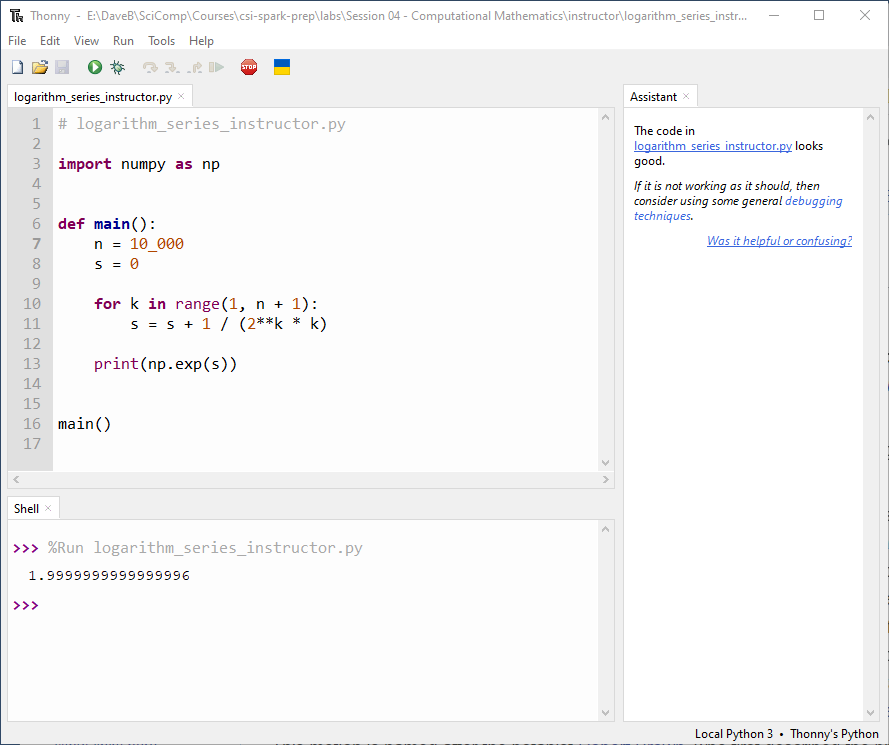 Thonny - E:\DaveB\SciComp\Courses\csi-spark-prep\labs\Session 04 - Computational Mathematics\instructor\logarithm_series_instr...
File Edit View Run Tools Help
STOP
logarithm_series_instructor.py
1 # logarithm_series_instructor.py
2
3 import numpy as np
4
5
6 def main():
7     n = 10_000
8     s = 0
9
10     for k in range(1, n + 1):
11         s = s + 1 / (2**k * k)
12
13     print(np.exp(s))
14
15
16 main()
17
Shell
>>> %Run logarithm_series_instructor.py
1.9999999999999996
>>>
Assistant
The code in
logarithm_series_instructor.py looks
good.
If it is not working as it should, then
consider using some general debugging
techniques.
Was it helpful or confusing?
Local Python 3 • Thonny's Python